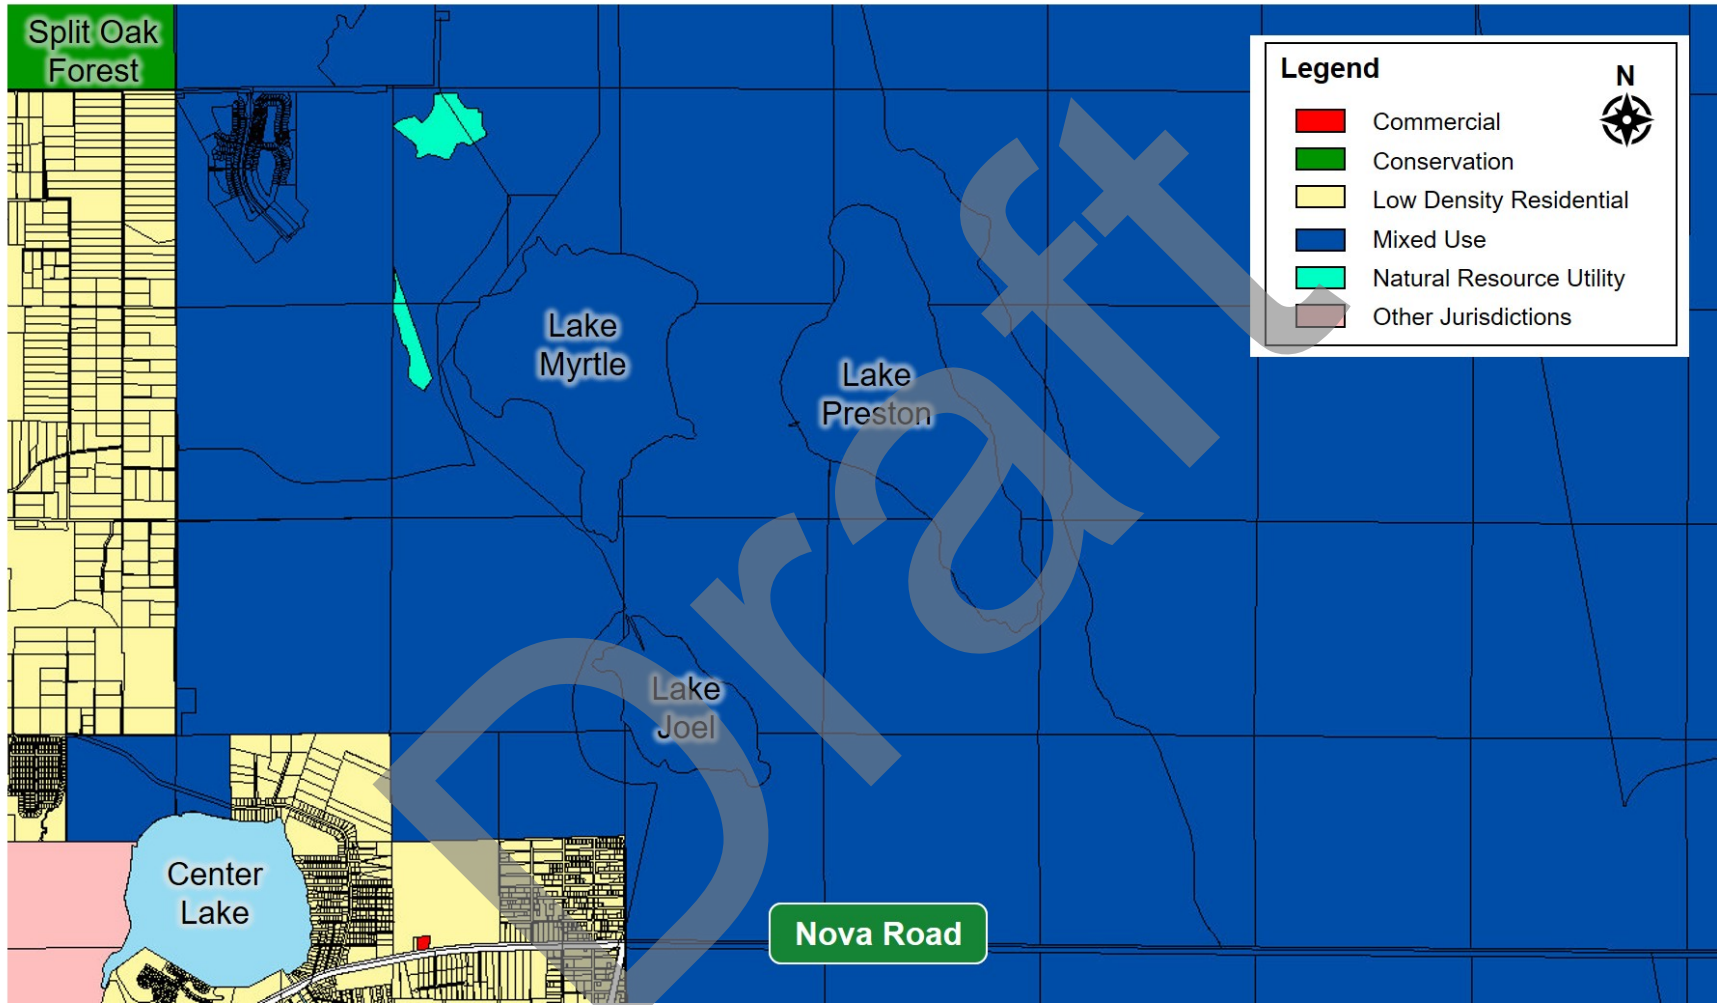 Split Oak
Forest
Legend
N
Commercial
Conservation
Low Density Residential
Mixed Use
Natural Resource Utility
Other Jurisdictions
Lake
Myrtle
Lake
Preston
Lake
Joel
Center
Lake
Nova Road
Draft